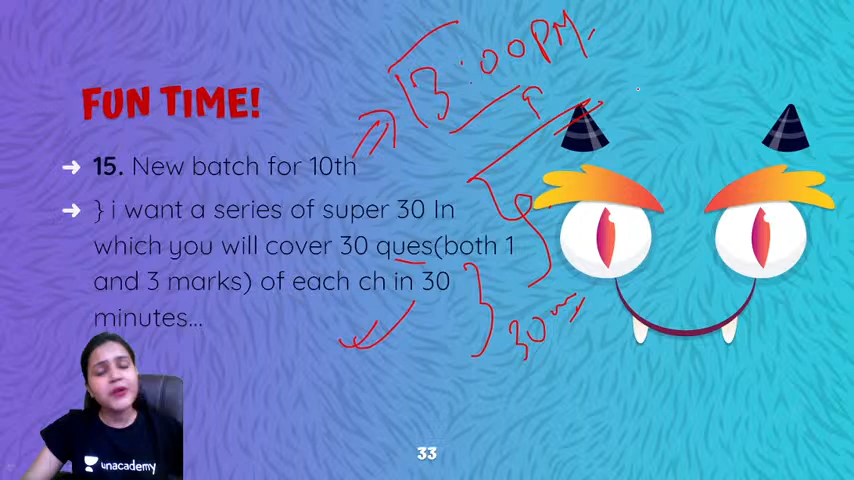 FUN TIME!
13:00PM.
➜ 15. New batch for 10th
➜ } i want a series of super 30 In
which you will cover 30 ques(both 1
and 3 marks) of each ch in 30
minutes...
30
unacademy
33